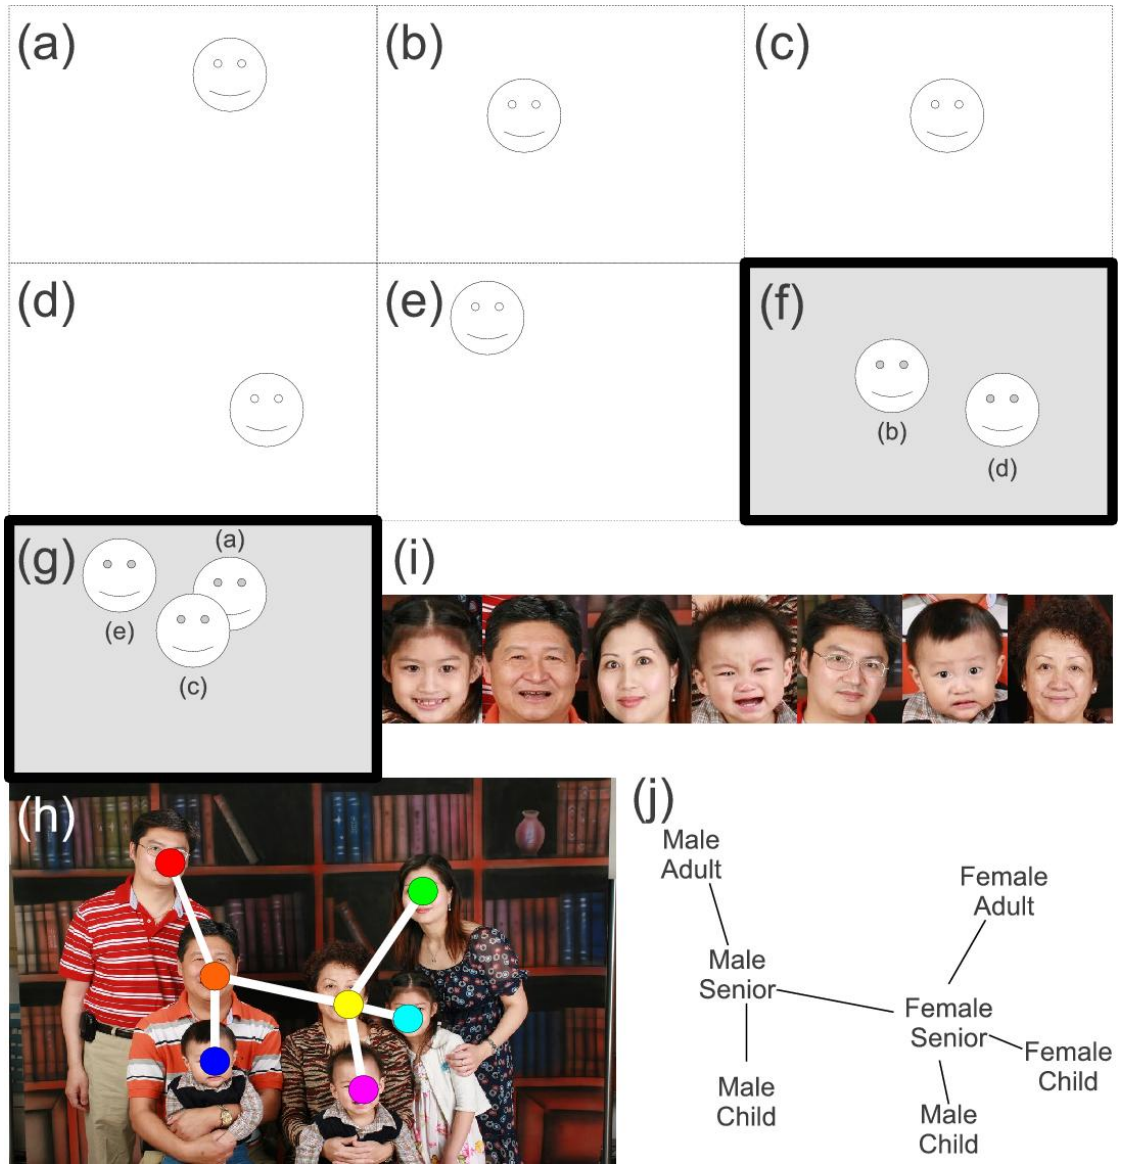 (a)
(b)
(c)
(d)
(e)
(f)
(b)
(d)
(g)
(a)
(e)
(c)
(i)
(h)
(j)
Male
Adult
Female
Adult
Male
Senior
Female
Senior
Female
Child
Male
Child
Male
Child